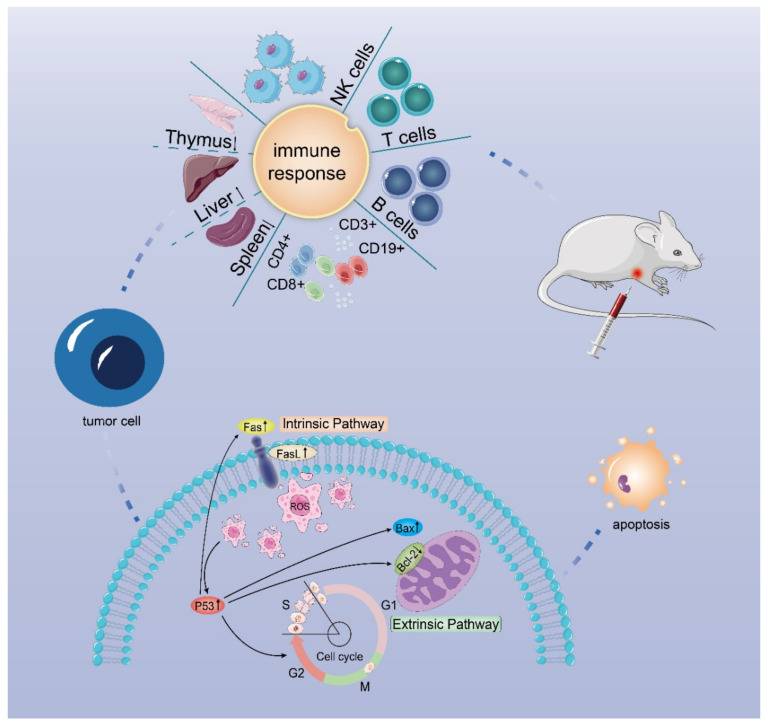 NK cells
T cells
B cells
immune
response
Thymus↓
Liver↓
Spleen↓
CD3+
CD19+
CD4+
CD8+
tumor cell
Fas↑
Intrinsic Pathway
FasL↑
ROS
Bax↑
Bcl-2↓
apoptosis
P53↑
S
G1
Extrinsic Pathway
Cell cycle
G2
M